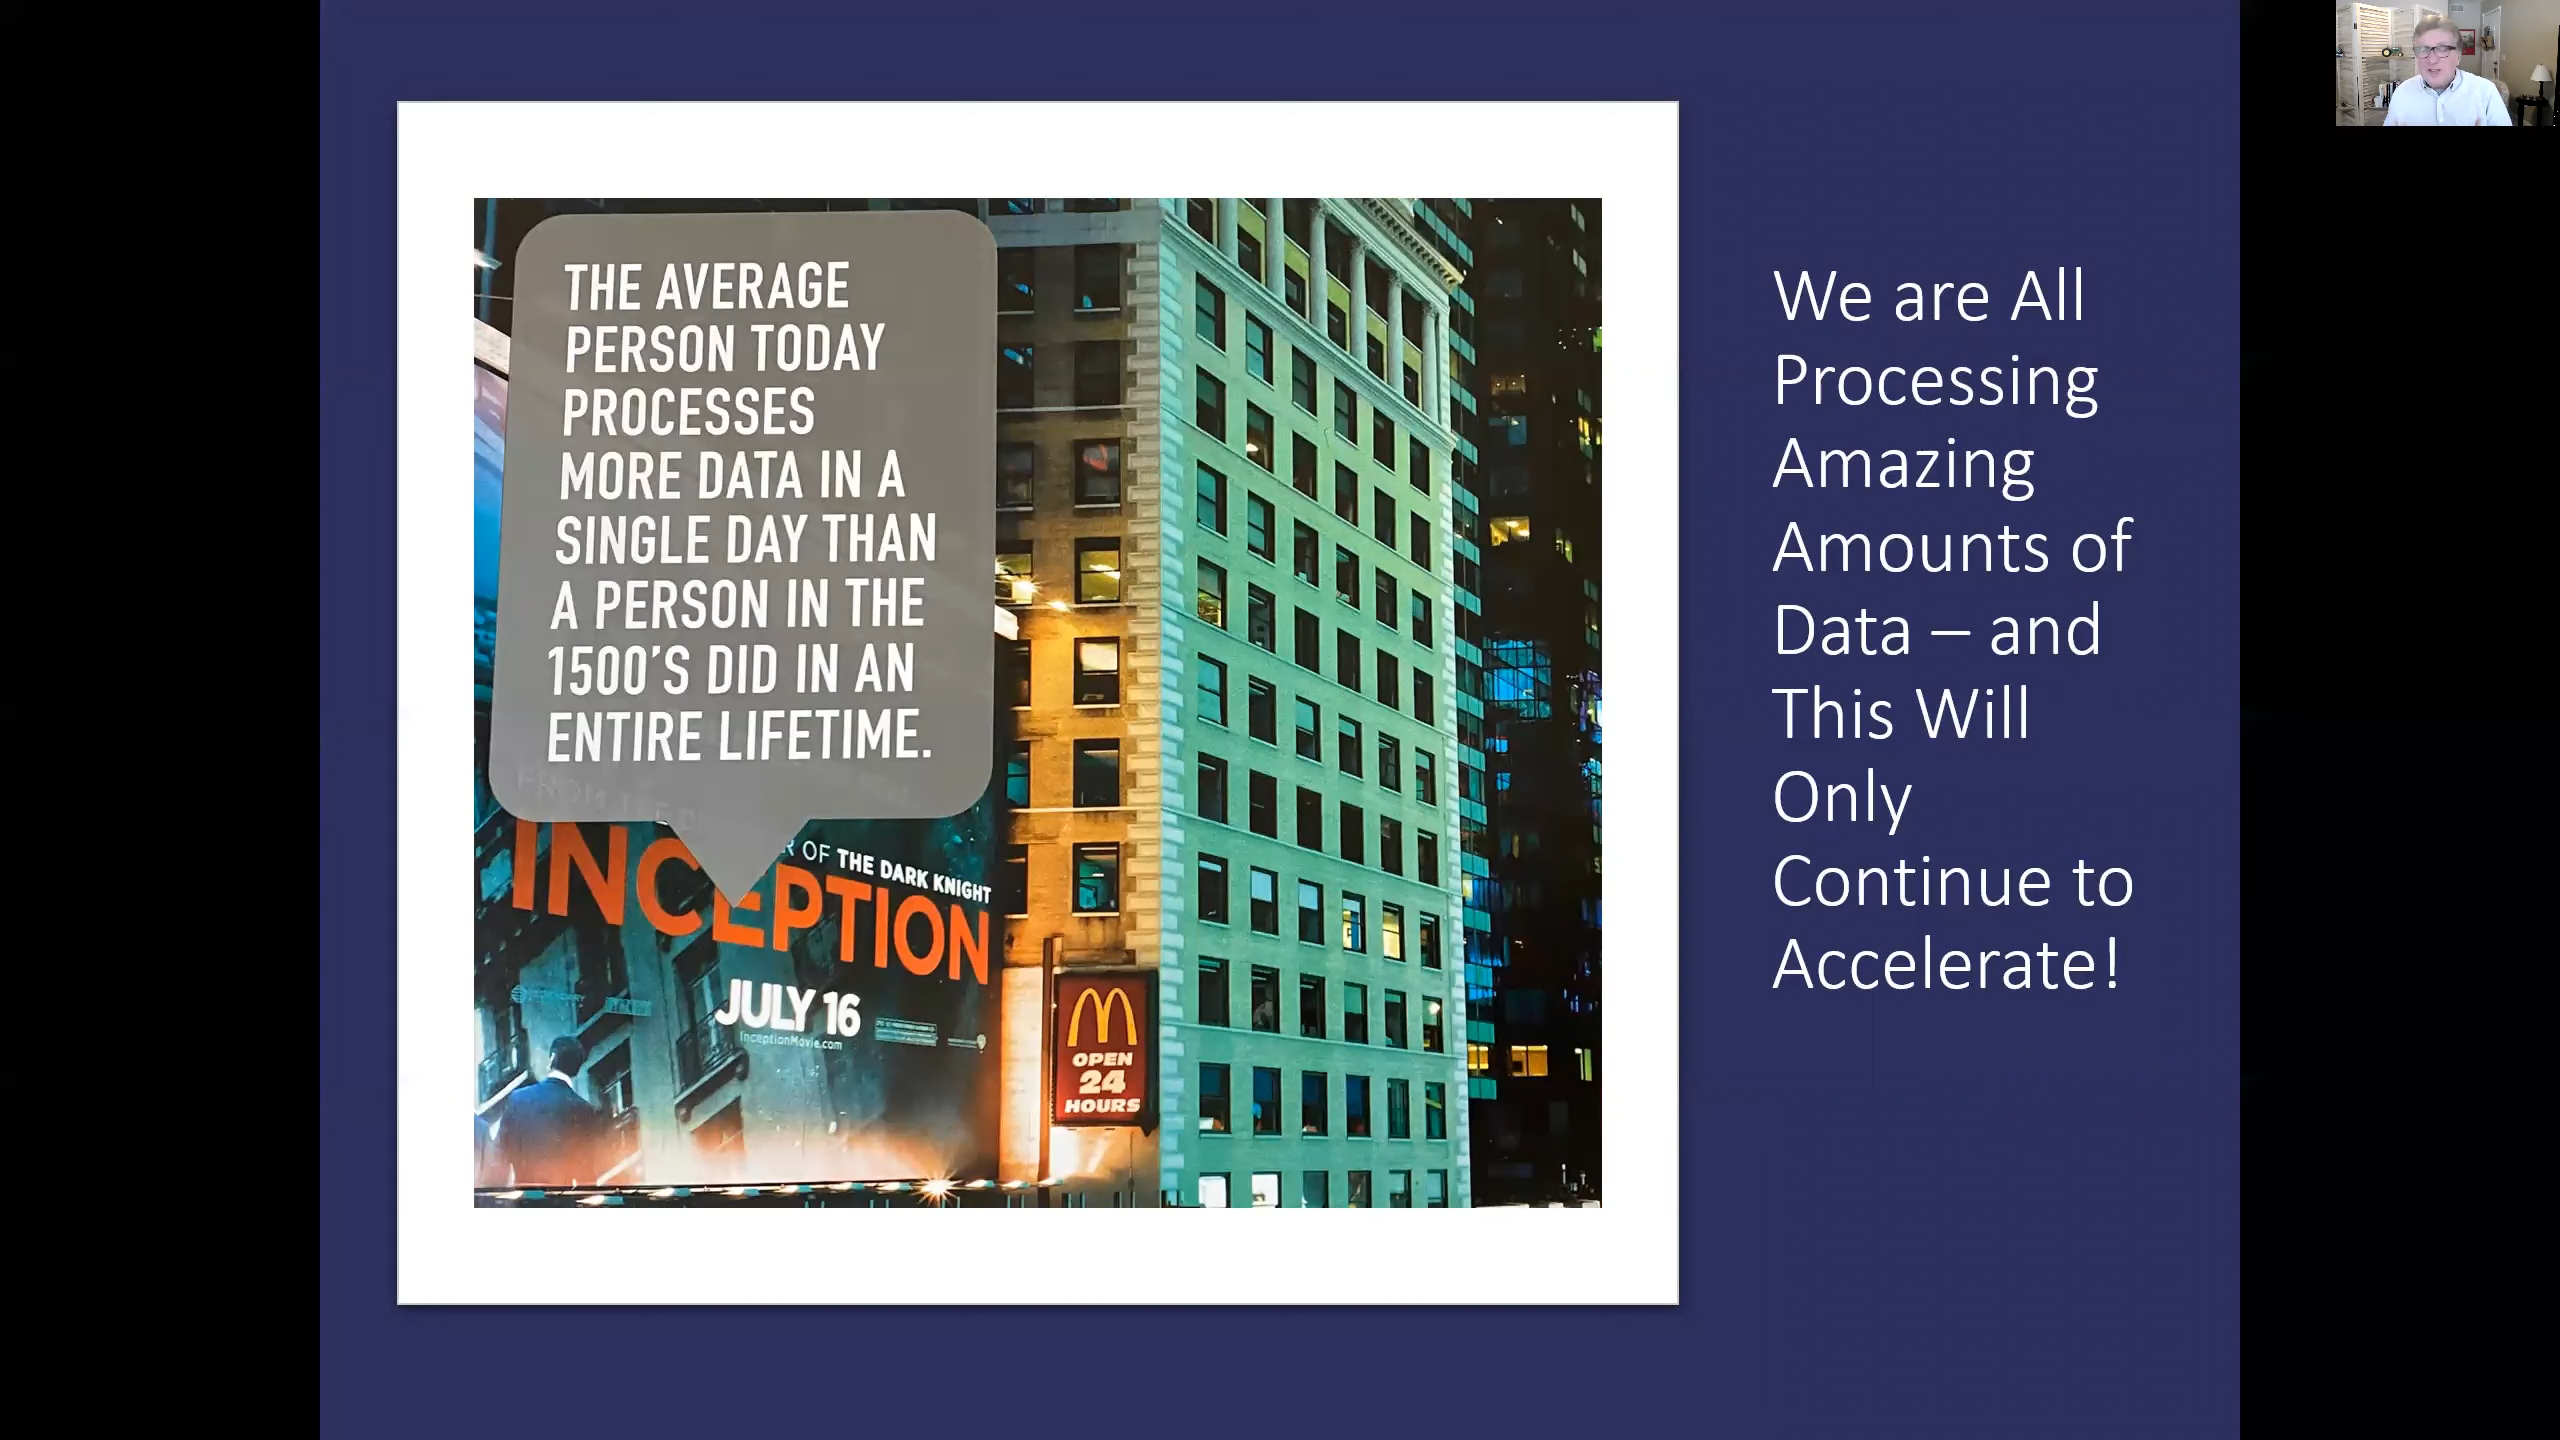 THE AVERAGE
PERSON TODAY
PROCESSES
MORE DATA IN A
SINGLE DAY THAN
A PERSON IN THE
1500'S DID IN AN
ENTIRE LIFETIME.
OF THE DARK KNIGHT
INCEPTION
JULY 16
InceptionMovie.com
OPEN
24
HOURS
We are All
Processing
Amazing
Amounts of
Data – and
This Will
Only
Continue to
Accelerate!